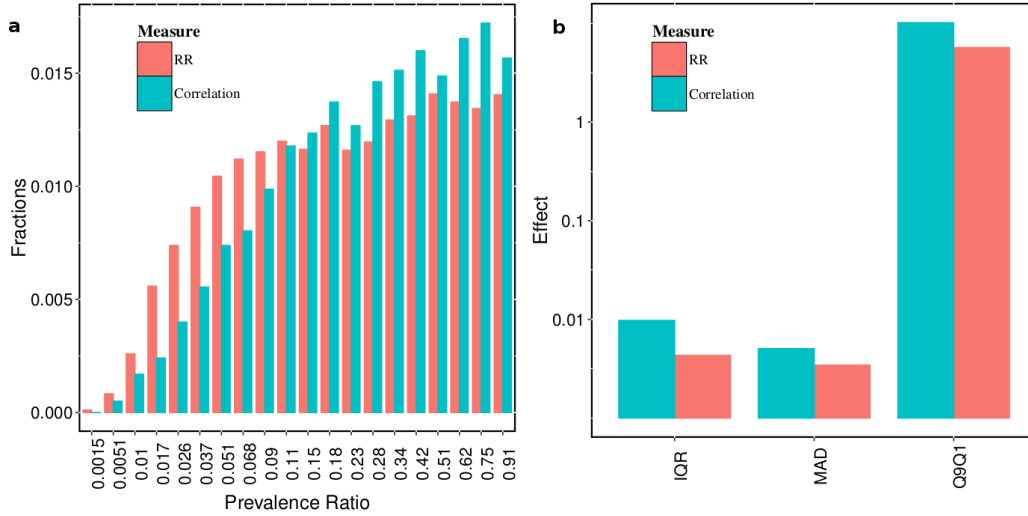 a
Measure
RR
Correlation
0.015
0.010
0.005
0.000
Fractions
0.0015
0.0051
0.01
0.017
0.026
0.037
0.051
0.068
0.09
0.11
0.15
0.18
0.23
0.28
0.34
0.42
0.51
0.62
0.75
0.91
Prevalence Ratio
b
Measure
RR
Correlation
1
0.1
0.01
Effect
IQR
MAD
Q9Q1